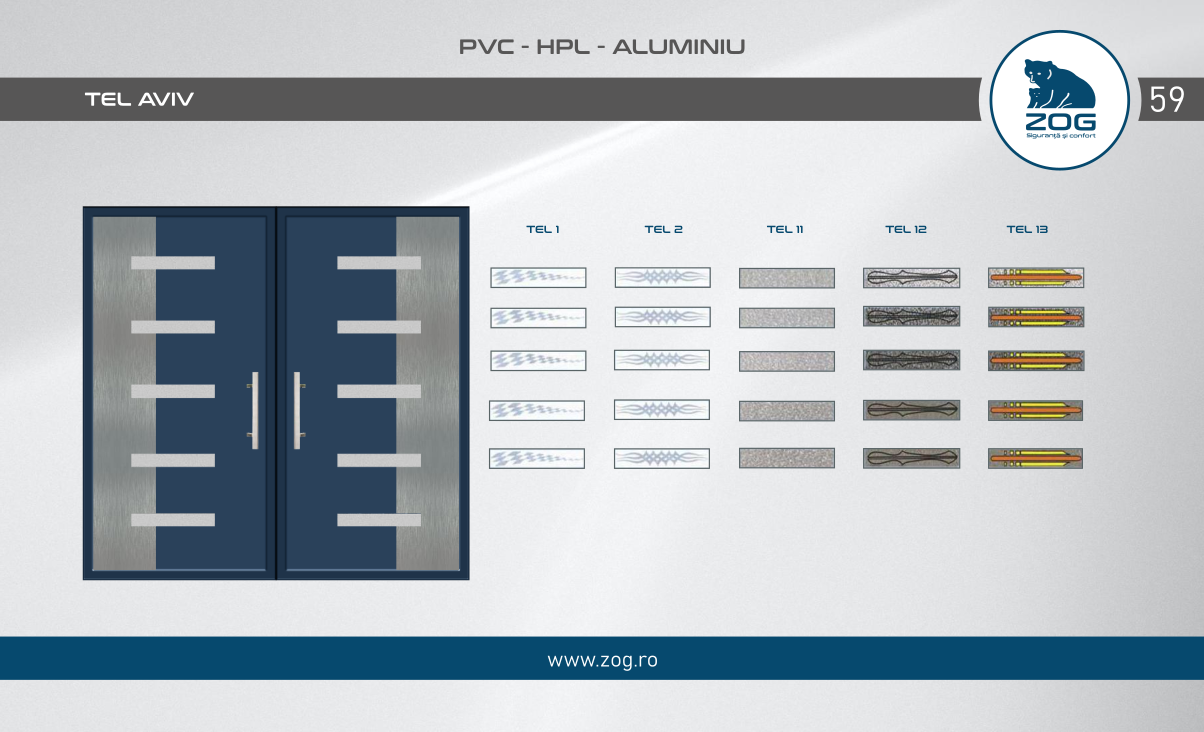 PVC - HPL - ALUMINIU
TEL AVIV
ZOG
Siguranță și confort
59
TEL 1
TEL 2
TEL 11
TEL 12
TEL 13
www.zog.ro